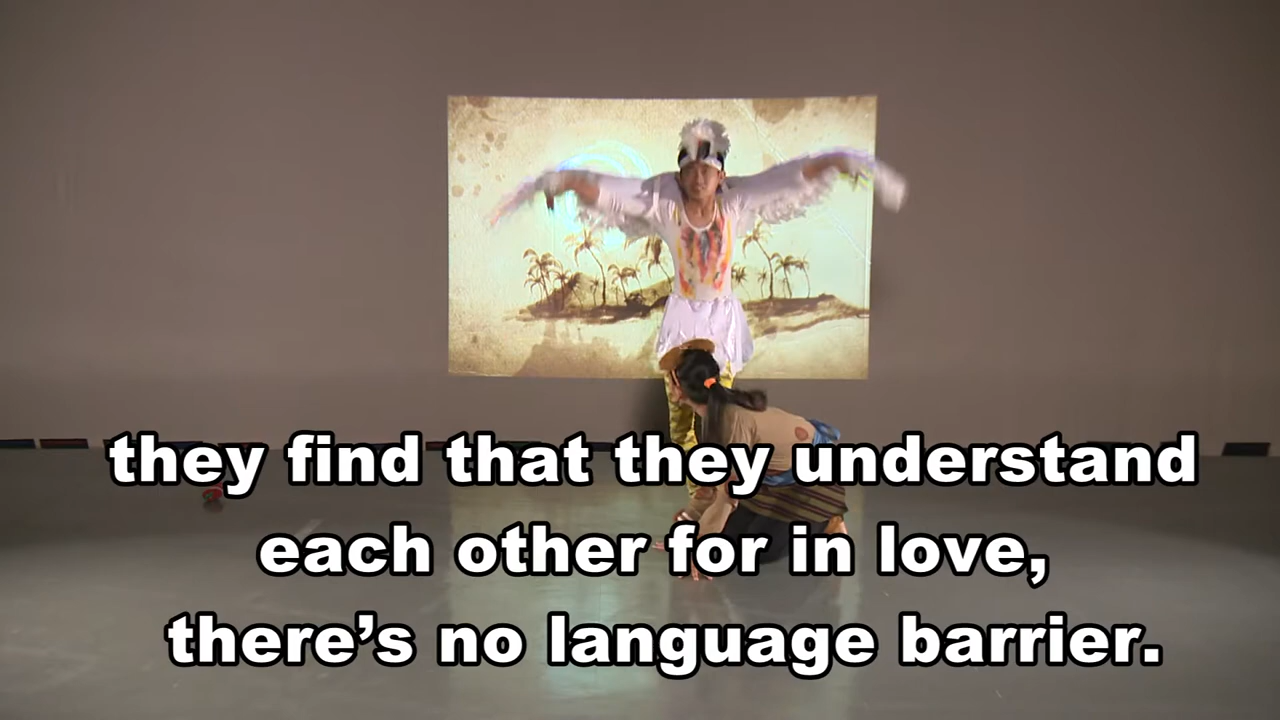 they find that they understand
each other for in love,
there’s no language barrier.